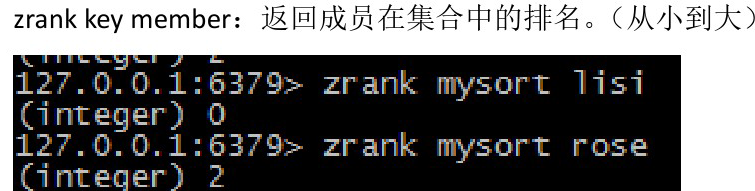 zrank key member：返回成员在集合中的排名。（从小到大）
127.0.0.1:6379> zrank mysort lisi
(integer) 0
127.0.0.1:6379> zrank mysort rose
(integer) 2